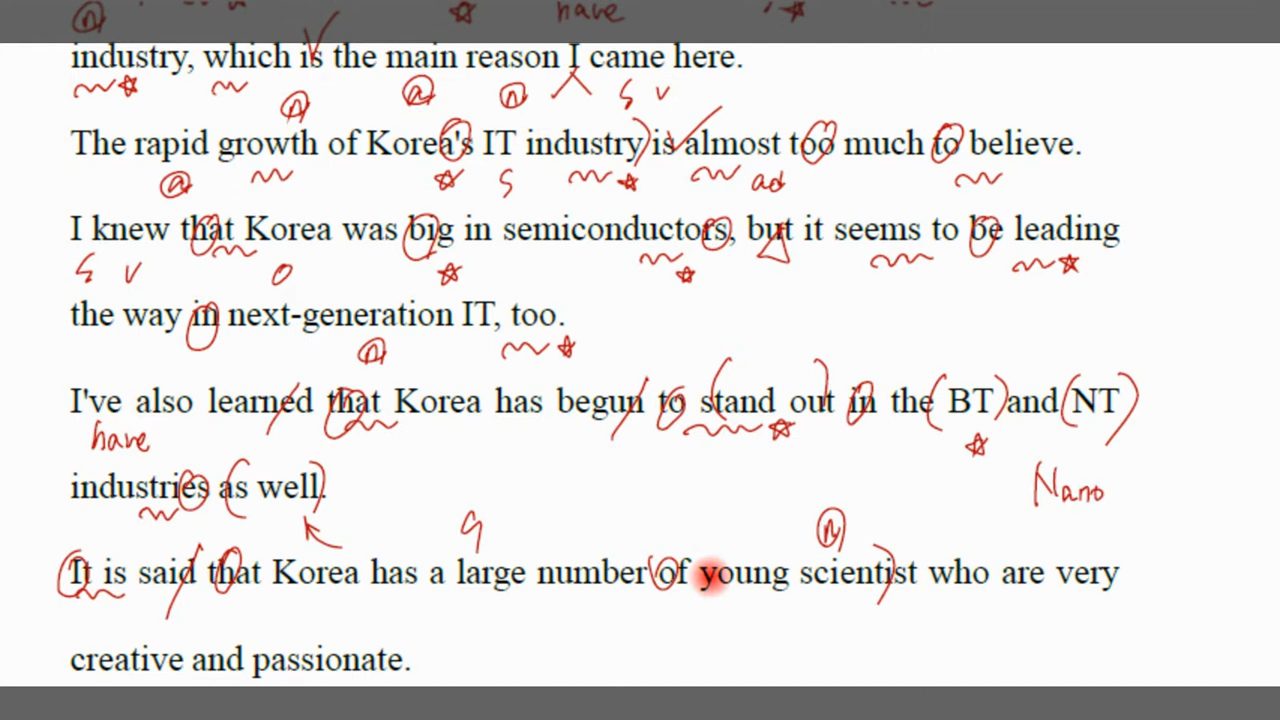 n have
industry, which is the main reason I came here.
a n n S V
The rapid growth of Korea's IT industry is almost too much to believe.
a S ad
I knew that Korea was big in semiconductors, but it seems to be leading
S V O
the way in next-generation IT, too.
n
I've also learned that Korea has begun to stand out in the BT and NT
have
industries as well.
Nano
n
It is said that Korea has a large number of young scientist who are very
creative and passionate.